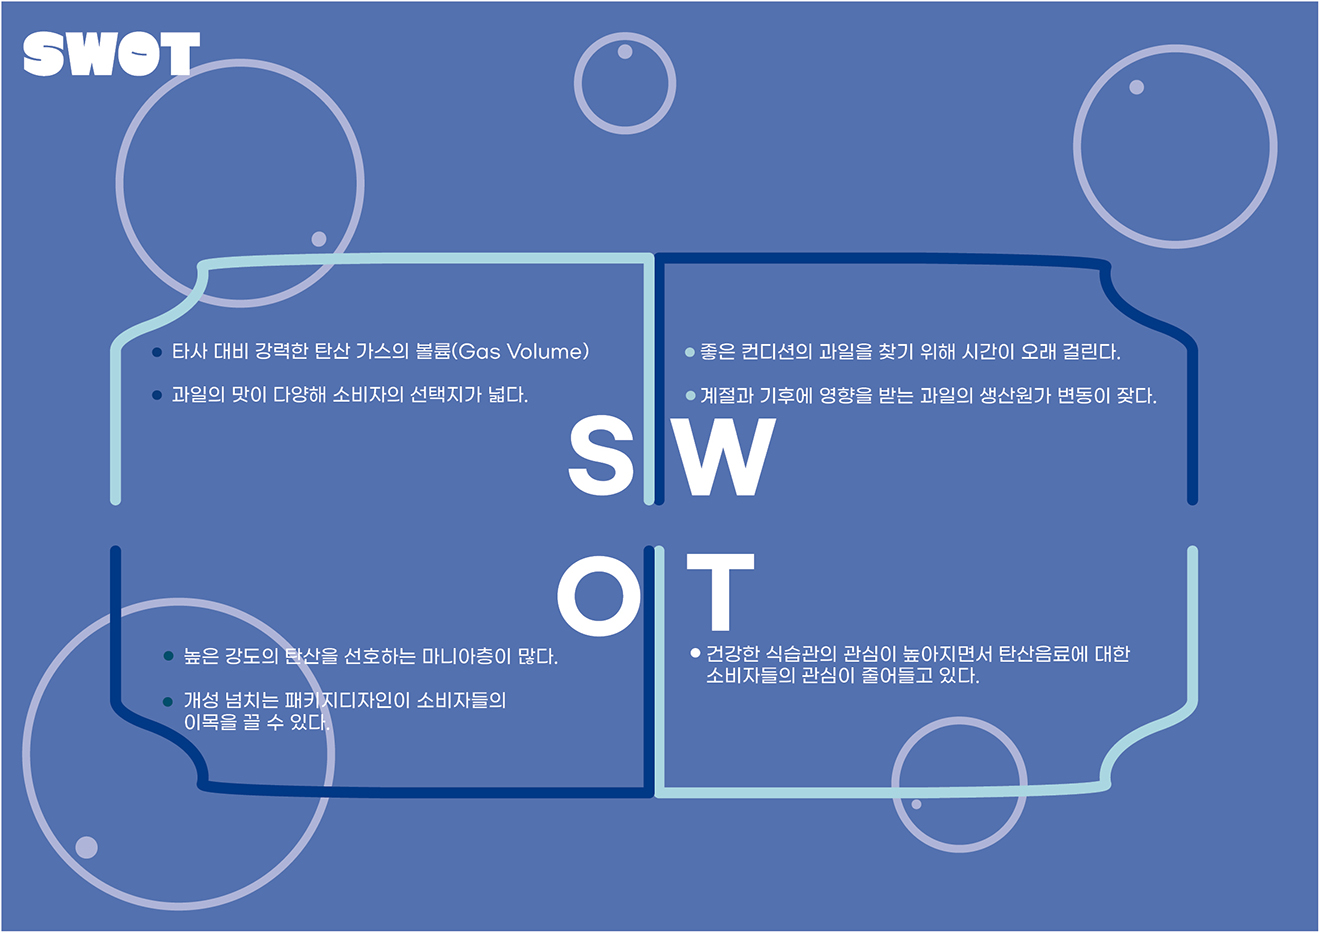 SWOT
타사 대비 강력한 탄산 가스의 볼륨(Gas Volume)
과일의 맛이 다양해 소비자의 선택지가 넓다.
좋은 컨디션의 과일을 찾기 위해 시간이 오래 걸린다.
계절과 기후에 영향을 받는 과일의 생산원가 변동이 잦다.
S W
O T
높은 강도의 탄산을 선호하는 마니아층이 많다.
개성 넘치는 패키지디자인이 소비자들의
이목을 끌 수 있다.
건강한 식습관의 관심이 높아지면서 탄산음료에 대한
소비자들의 관심이 줄어들고 있다.